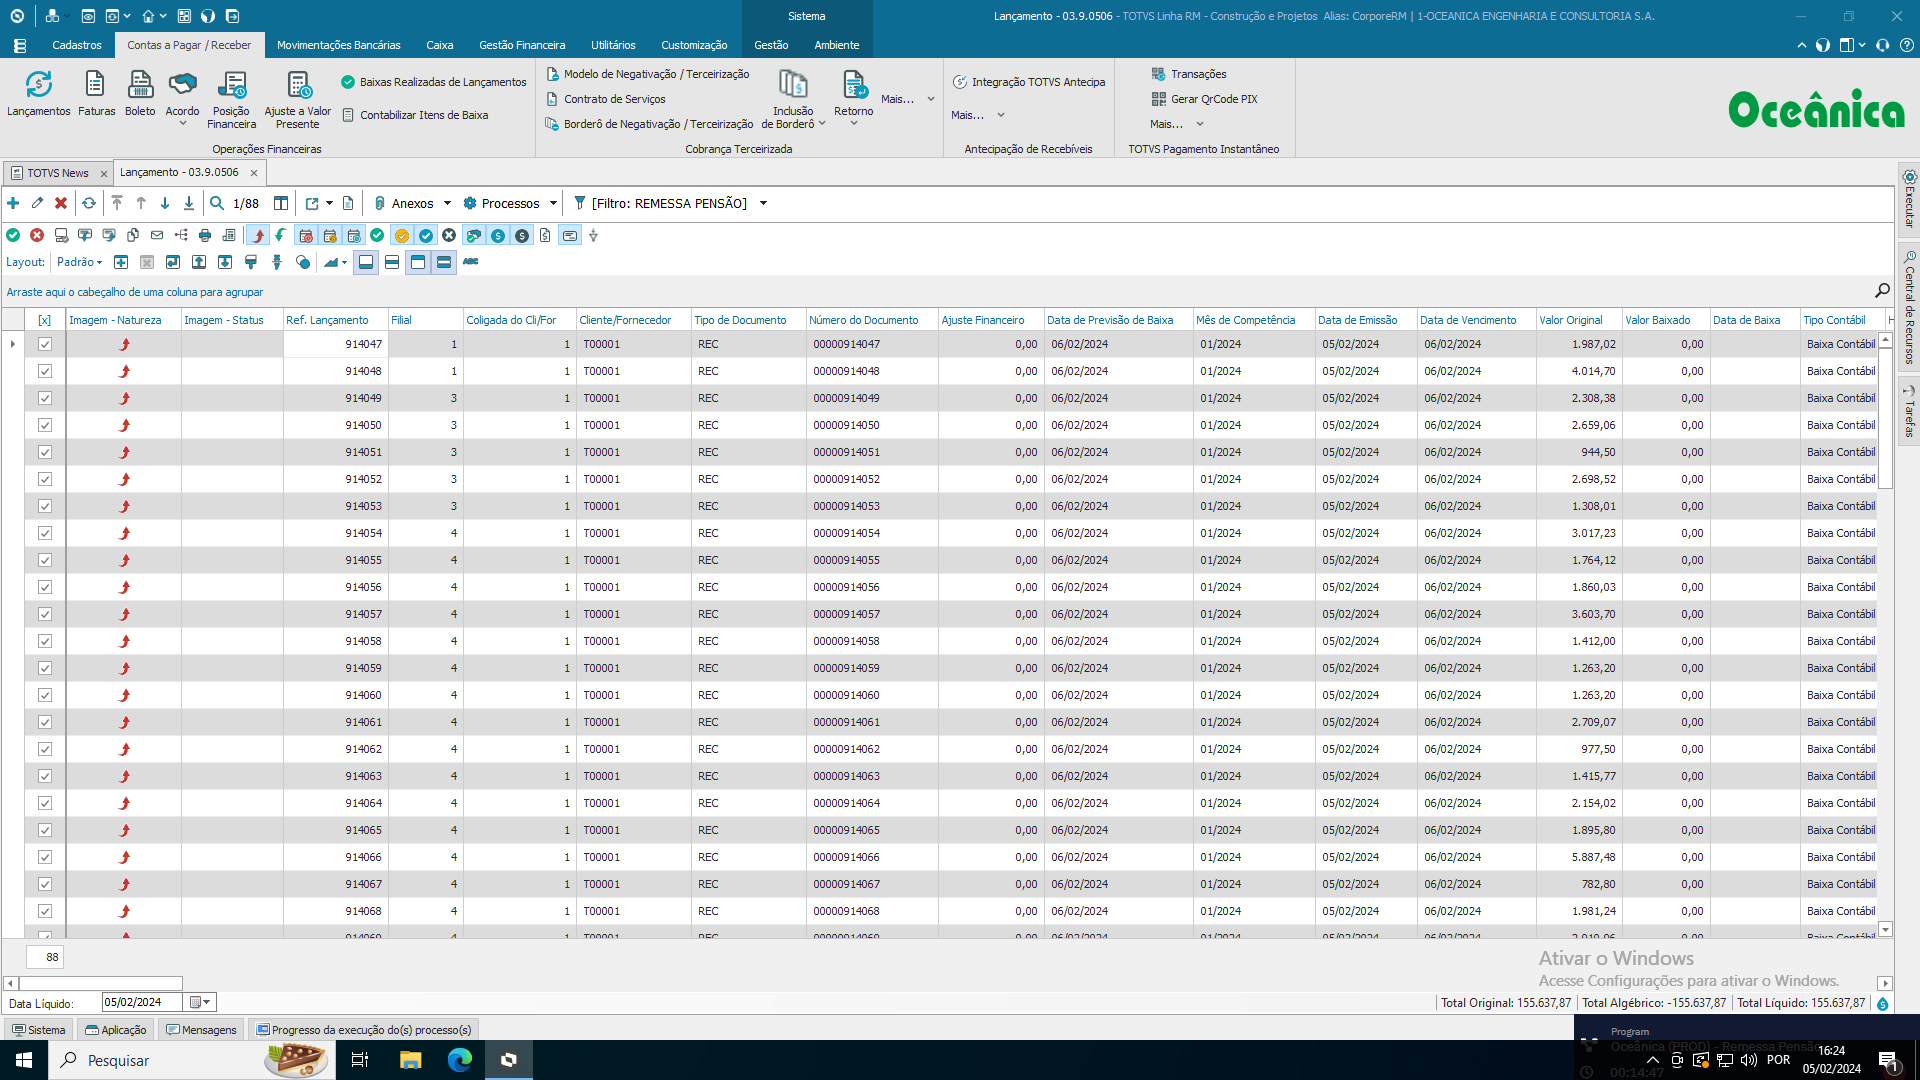 Sistema
Lançamento - 03.9.0506 - TOTVS Linha RM - Construção e Projetos Alias: CorporeRM | 1-OCEANICA ENGENHARIA E CONSULTORIA S.A.
Cadastros Contas a Pagar / Receber Movimentações Bancárias Caixa Gestão Financeira Utilitários Customização Gestão Ambiente
Lançamentos Faturas Boleto Acordo Posição Financeira Ajuste a Valor Presente
Baixas Realizadas de Lançamentos
Contabilizar Itens de Baixa
Operações Financeiras
Modelo de Negativação / Terceirização
Contrato de Serviços
Borderô de Negativação / Terceirização
Inclusão de Borderô Retorno Mais...
Cobrança Terceirizada
Integração TOTVS Antecipa
Mais...
Antecipação de Recebíveis
Transações
Gerar QrCode PIX
Mais...
TOTVS Pagamento Instantâneo
Oceânica
TOTVS News Lançamento - 03.9.0506
1/88 Anexos Processos [Filtro: REMESSA PENSÃO]
Layout: Padrão
ABC
Arraste aqui o cabeçalho de uma coluna para agrupar
[x] Imagem - Natureza Imagem - Status Ref. Lançamento Filial Coligada do Cli/For Cliente/Fornecedor Tipo de Documento Número do Documento Ajuste Financeiro Data de Previsão de Baixa Mês de Competência Data de Emissão Data de Vencimento Valor Original Valor Baixado Data de Baixa Tipo Contábil H
914047 1 1 T00001 REC 00000914047 0,00 06/02/2024 01/2024 05/02/2024 06/02/2024 1.987,02 0,00 Baixa Contábil
914048 1 1 T00001 REC 00000914048 0,00 06/02/2024 01/2024 05/02/2024 06/02/2024 4.014,70 0,00 Baixa Contábil
914049 3 1 T00001 REC 00000914049 0,00 06/02/2024 01/2024 05/02/2024 06/02/2024 2.308,38 0,00 Baixa Contábil
914050 3 1 T00001 REC 00000914050 0,00 06/02/2024 01/2024 05/02/2024 06/02/2024 2.659,06 0,00 Baixa Contábil
914051 3 1 T00001 REC 00000914051 0,00 06/02/2024 01/2024 05/02/2024 06/02/2024 944,50 0,00 Baixa Contábil
914052 3 1 T00001 REC 00000914052 0,00 06/02/2024 01/2024 05/02/2024 06/02/2024 2.698,52 0,00 Baixa Contábil
914053 3 1 T00001 REC 00000914053 0,00 06/02/2024 01/2024 05/02/2024 06/02/2024 1.308,01 0,00 Baixa Contábil
914054 4 1 T00001 REC 00000914054 0,00 06/02/2024 01/2024 05/02/2024 06/02/2024 3.017,23 0,00 Baixa Contábil
914055 4 1 T00001 REC 00000914055 0,00 06/02/2024 01/2024 05/02/2024 06/02/2024 1.764,12 0,00 Baixa Contábil
914056 4 1 T00001 REC 00000914056 0,00 06/02/2024 01/2024 05/02/2024 06/02/2024 1.860,03 0,00 Baixa Contábil
914057 4 1 T00001 REC 00000914057 0,00 06/02/2024 01/2024 05/02/2024 06/02/2024 3.603,70 0,00 Baixa Contábil
914058 4 1 T00001 REC 00000914058 0,00 06/02/2024 01/2024 05/02/2024 06/02/2024 1.412,00 0,00 Baixa Contábil
914059 4 1 T00001 REC 00000914059 0,00 06/02/2024 01/2024 05/02/2024 06/02/2024 1.263,20 0,00 Baixa Contábil
914060 4 1 T00001 REC 00000914060 0,00 06/02/2024 01/2024 05/02/2024 06/02/2024 1.263,20 0,00 Baixa Contábil
914061 4 1 T00001 REC 00000914061 0,00 06/02/2024 01/2024 05/02/2024 06/02/2024 2.709,07 0,00 Baixa Contábil
914062 4 1 T00001 REC 00000914062 0,00 06/02/2024 01/2024 05/02/2024 06/02/2024 977,50 0,00 Baixa Contábil
914063 4 1 T00001 REC 00000914063 0,00 06/02/2024 01/2024 05/02/2024 06/02/2024 1.415,77 0,00 Baixa Contábil
914064 4 1 T00001 REC 00000914064 0,00 06/02/2024 01/2024 05/02/2024 06/02/2024 2.154,02 0,00 Baixa Contábil
914065 4 1 T00001 REC 00000914065 0,00 06/02/2024 01/2024 05/02/2024 06/02/2024 1.895,80 0,00 Baixa Contábil
914066 4 1 T00001 REC 00000914066 0,00 06/02/2024 01/2024 05/02/2024 06/02/2024 5.887,48 0,00 Baixa Contábil
914067 4 1 T00001 REC 00000914067 0,00 06/02/2024 01/2024 05/02/2024 06/02/2024 782,80 0,00 Baixa Contábil
914068 4 1 T00001 REC 00000914068 0,00 06/02/2024 01/2024 05/02/2024 06/02/2024 1.981,24 0,00 Baixa Contábil
88
Executar
Central de Recursos
Tarefas
Ativar o Windows
Acesse Configurações para ativar o Windows.
Data Líquido: 05/02/2024
Total Original: 155.637,87 Total Algébrico: -155.637,87 Total Líquido: 155.637,87
Sistema Aplicação Mensagens Progresso da execução do(s) processo(s)
Program
Oceânica (PROD) - Remessa Pensão
00:14:47
Pesquisar
POR
16:24
05/02/2024
1